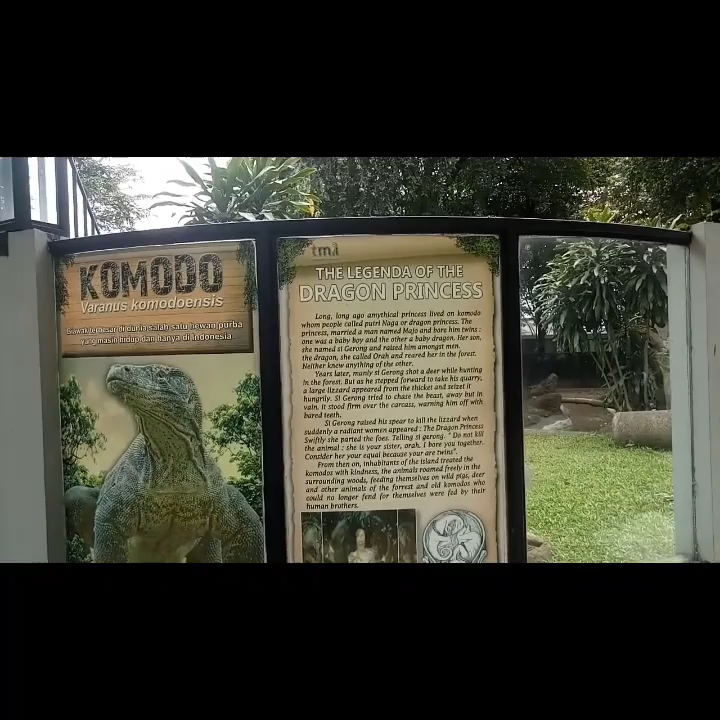 KOMODO
Varanus komodoensis
Biawak terbesar di dunia salah satu hewan purba
yang masih hidup dan hanya di Indonesia
tmii
THE LEGENDA OF THE
DRAGON PRINCESS
Long, long ago amythical princess lived on komodo
whom people called putri Naga or dragon princess. The
princess, married a man named Majo and bore him twins :
one was a baby boy and the other a baby dragon. Her son,
she named si Gerong and raised him amongst men.
the dragon, she called Orah and reared her in the forest.
Neither knew anything of the other.
Years later, manly si Gerong shot a deer while hunting
in the forest. But as he stepped forward to take his quarry,
a large lizzard appeared from the thicket and seized it
hungrily. Si Gerong tried to chase the beast, away but in
vain. it stood firm over the carcass, warning him off with
bared teeth.
Si Gerong raised his spear to kill the lizzard when
suddenly a radiant women appeared : The Dragon Princess
Swiftly she parted the foes. Telling si gerong. " Do not kill
the animal : she is your sister, orah. I bore you together.
Consider her your equal because your are twins".
From then on, inhabitants of the island treated the
komodos with kindness, the animals roamed freely in the
surrounding woods, feeding themselves on wild pigs, deer
and other animals of the forrest and old komodos who
could no longer fend for themselves were fed by their
human brothers.